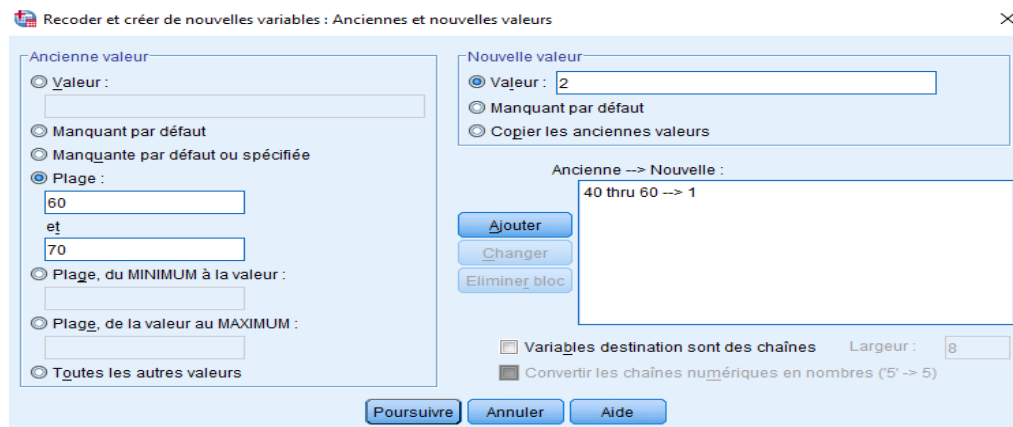 Recoder et créer de nouvelles variables : Anciennes et nouvelles valeurs
Ancienne valeur
Valeur :
Manquant par défaut
Manquante par défaut ou spécifiée
Plage :
60
et
70
Plage, du MINIMUM à la valeur :
Plage, de la valeur au MAXIMUM :
Toutes les autres valeurs
Nouvelle valeur
Valeur : 2
Manquant par défaut
Copier les anciennes valeurs
Ancienne --> Nouvelle :
40 thru 60 --> 1
Ajouter
Changer
Eliminer bloc
Variables destination sont des chaînes Largeur : 8
Convertir les chaînes numériques en nombres ('5' -> 5)
Poursuivre Annuler Aide